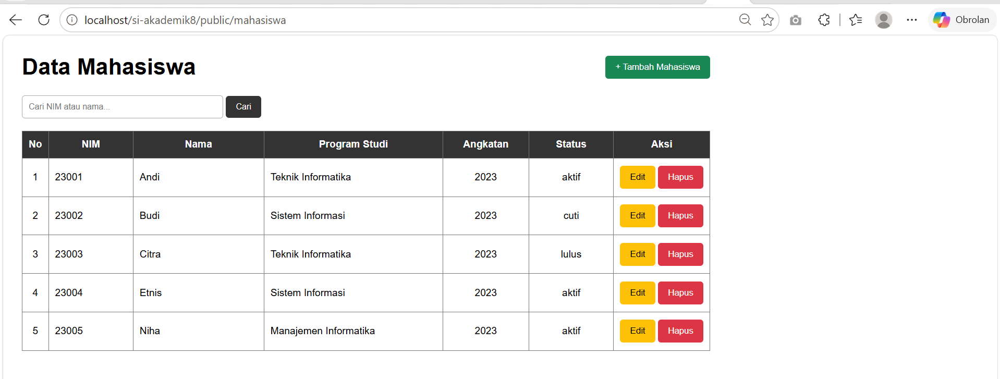 localhost/si-akademik8/public/mahasiswa
Obrolan
Data Mahasiswa
+ Tambah Mahasiswa
Cari NIM atau nama...
Cari
No NIM Nama Program Studi Angkatan Status Aksi
1 23001 Andi Teknik Informatika 2023 aktif Edit Hapus
2 23002 Budi Sistem Informasi 2023 cuti Edit Hapus
3 23003 Citra Teknik Informatika 2023 lulus Edit Hapus
4 23004 Etnis Sistem Informasi 2023 aktif Edit Hapus
5 23005 Niha Manajemen Informatika 2023 aktif Edit Hapus